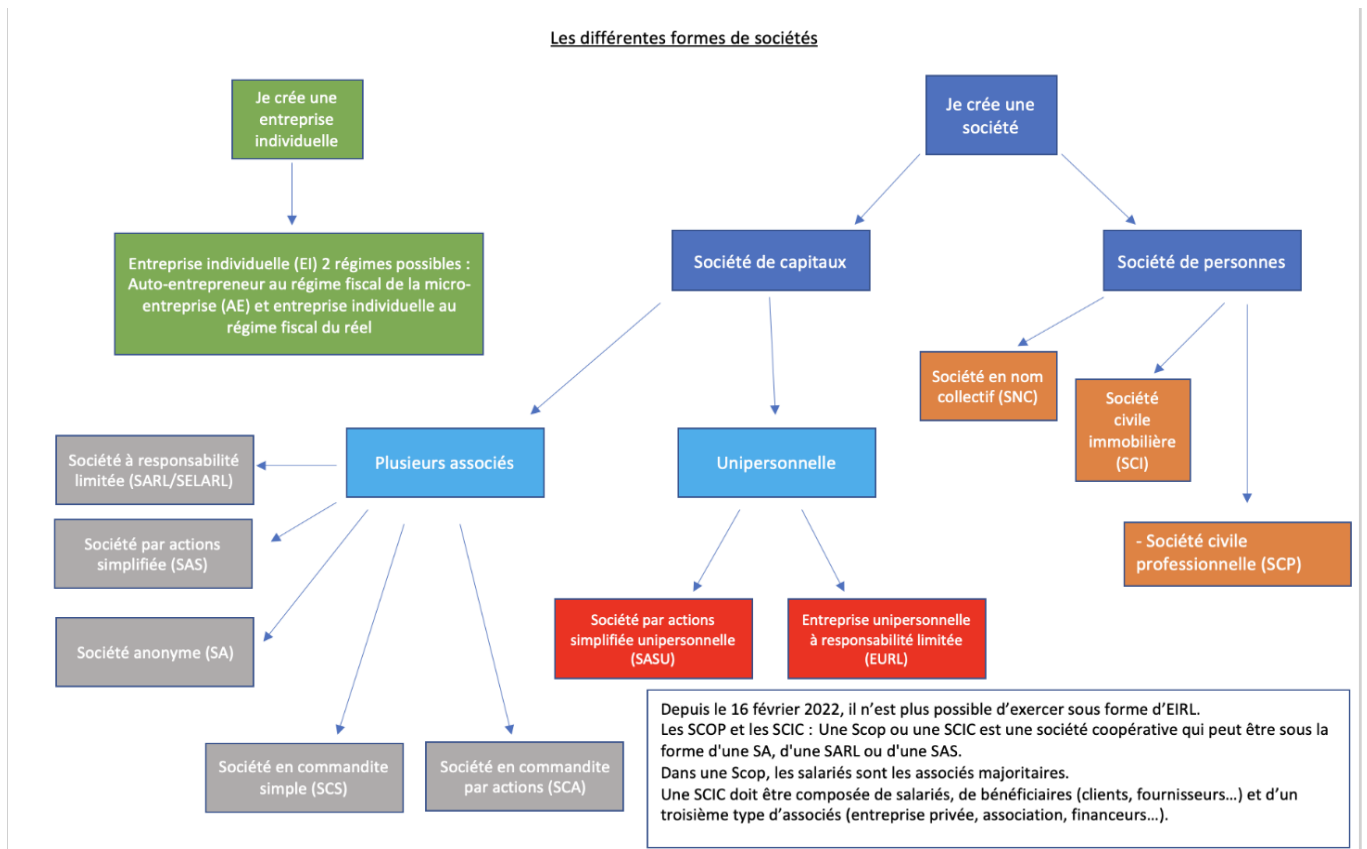 Les différentes formes de sociétés
Je crée une
entreprise
individuelle
Je crée une
société
Entreprise individuelle (EI) 2 régimes possibles :
Auto-entrepreneur au régime fiscal de la micro-
entreprise (AE) et entreprise individuelle au
régime fiscal du réel
Société de capitaux
Société de personnes
Société en nom
collectif (SNC)
Société
civile
immobilière
(SCI)
- Société civile
professionnelle (SCP)
Plusieurs associés
Unipersonnelle
Société à responsabilité
limitée (SARL/SELARL)
Société par actions
simplifiée (SAS)
Société anonyme (SA)
Société en commandite
simple (SCS)
Société en commandite
par actions (SCA)
Société par actions
simplifiée unipersonnelle
(SASU)
Entreprise unipersonnelle
à responsabilité limitée
(EURL)
Depuis le 16 février 2022, il n’est plus possible d’exercer sous forme d’EIRL.
Les SCOP et les SCIC : Une Scop ou une SCIC est une société coopérative qui peut être sous la
forme d'une SA, d'une SARL ou d'une SAS.
Dans une Scop, les salariés sont les associés majoritaires.
Une SCIC doit être composée de salariés, de bénéficiaires (clients, fournisseurs…) et d’un
troisième type d’associés (entreprise privée, association, financeurs…).